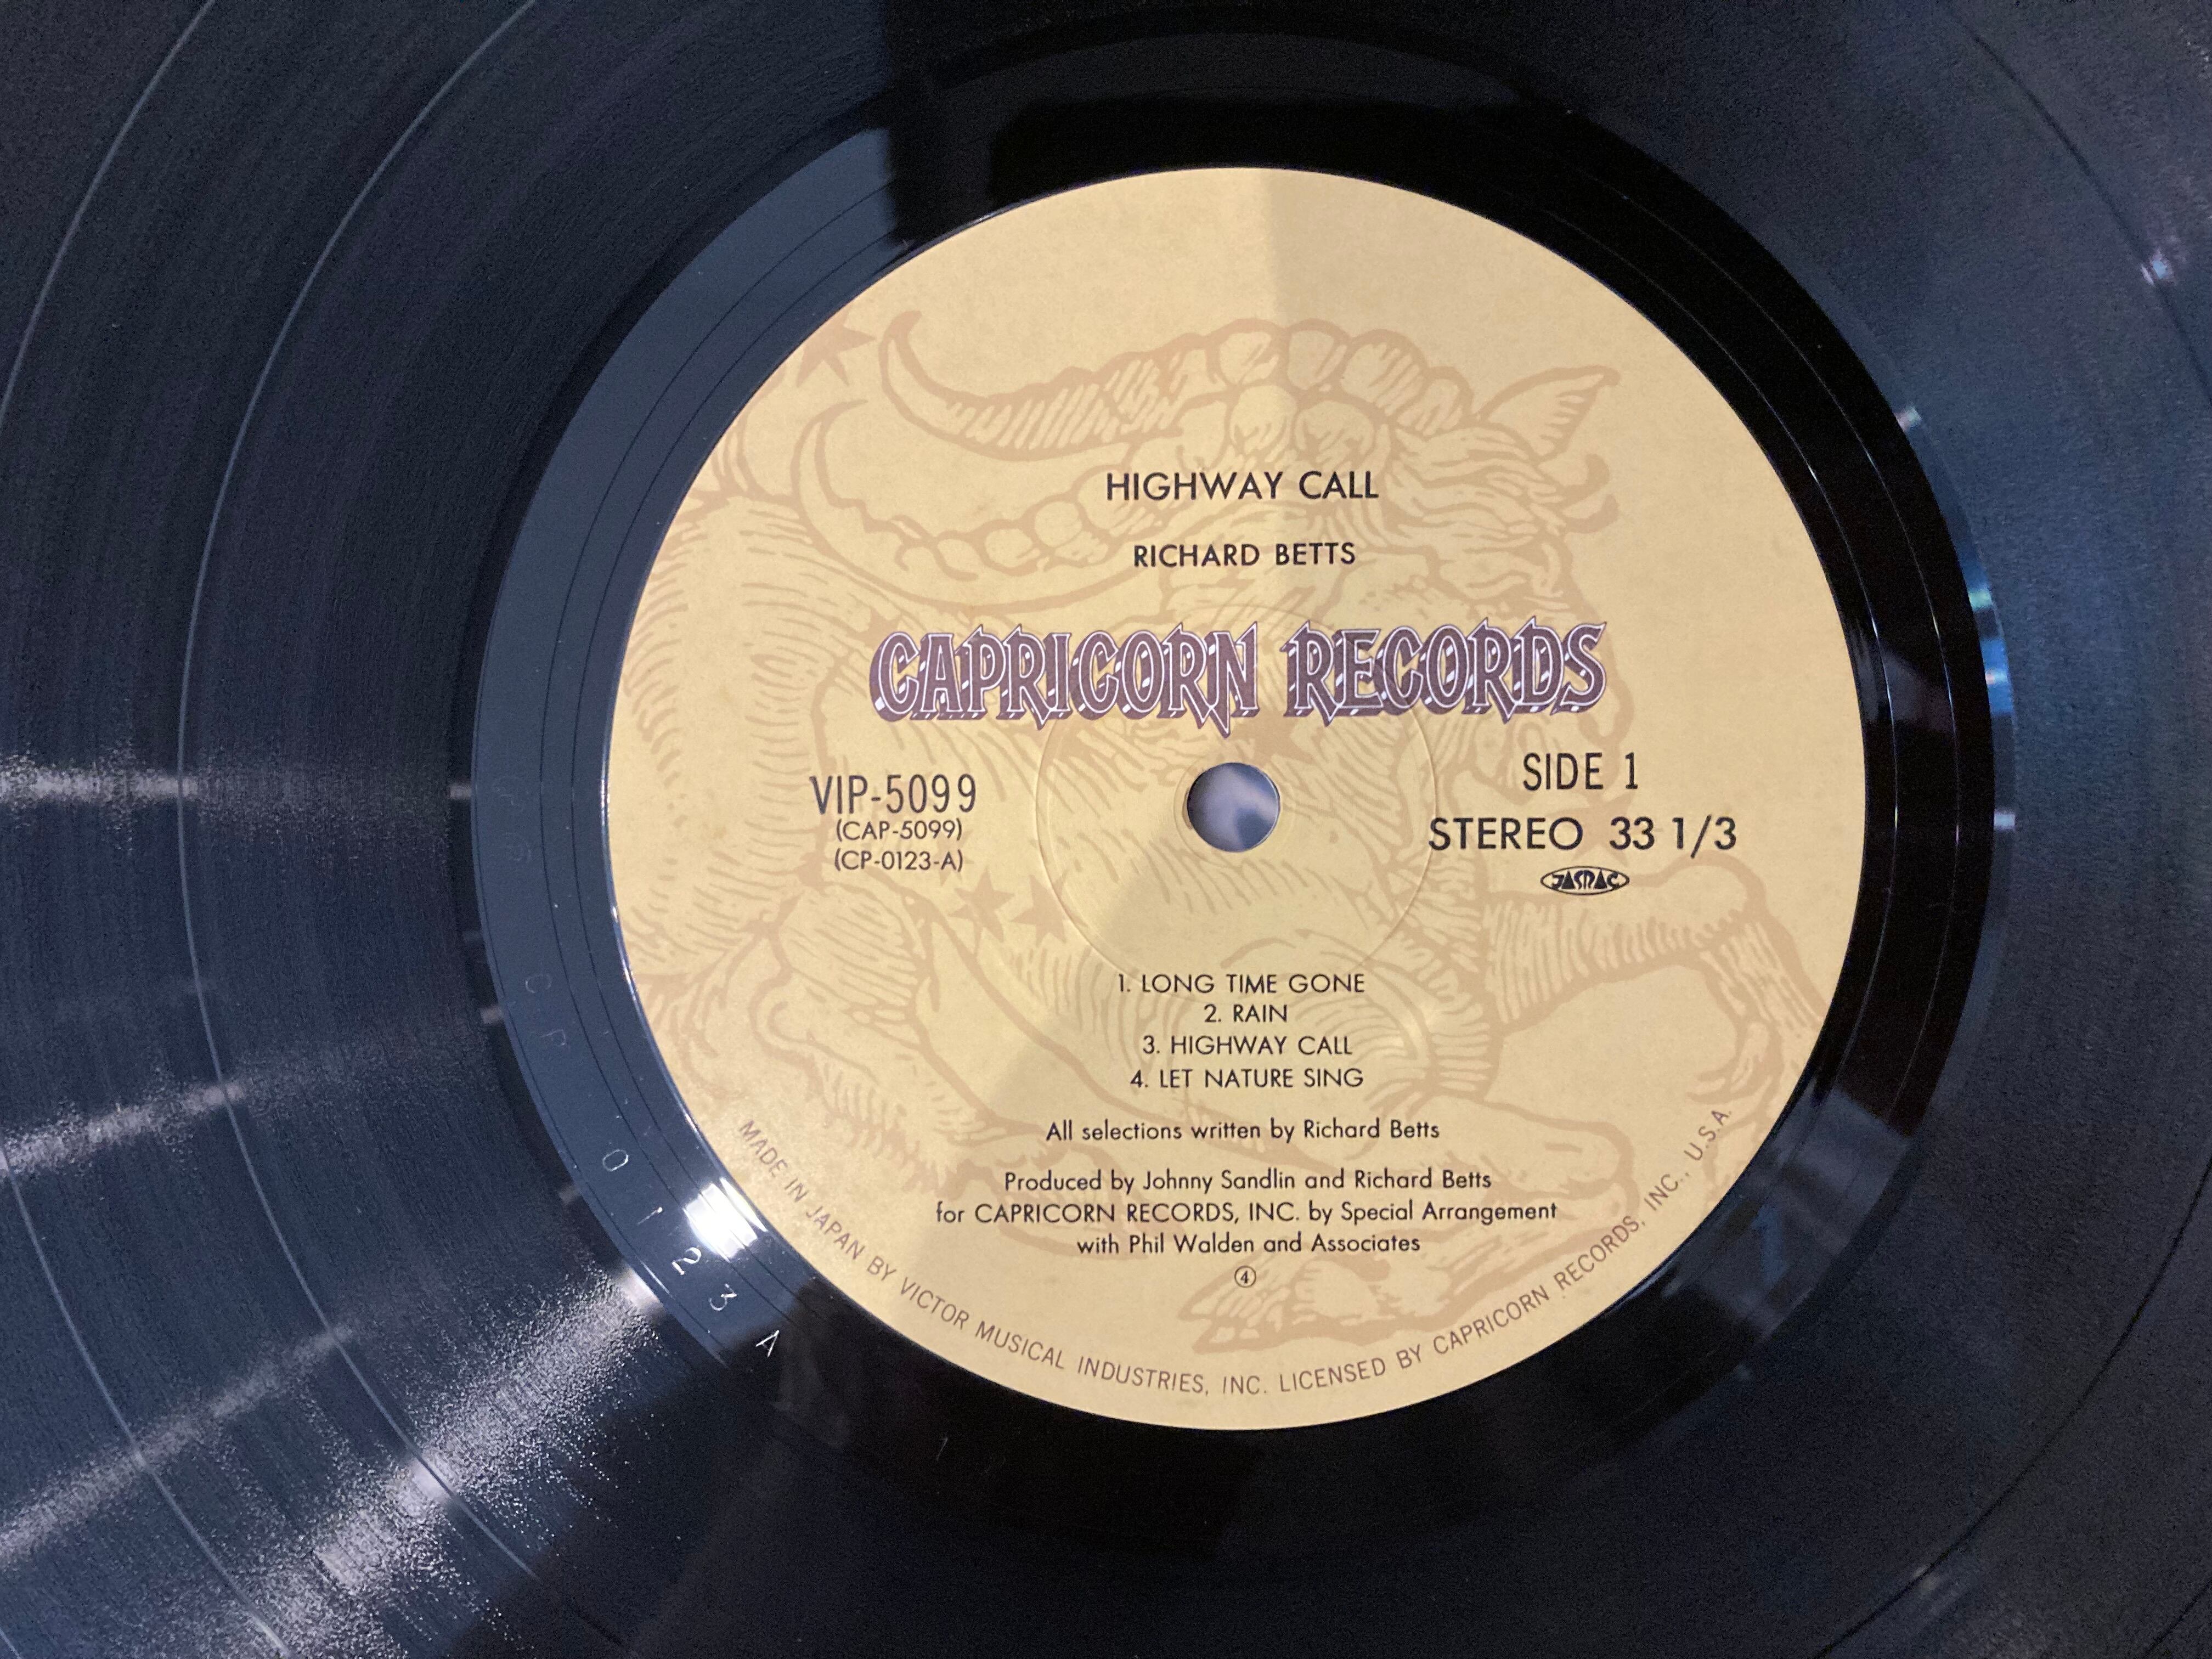 HIGHWAY CALL
RICHARD BETTS
CAPRICORN RECORDS
VIP-5099
(CAP-5099)
(CP-0123-A)
SIDE 1
STEREO 33 1/3
JASRAC
1. LONG TIME GONE
2. RAIN
3. HIGHWAY CALL
4. LET NATURE SING
All selections written by Richard Betts
Produced by Johnny Sandlin and Richard Betts
for CAPRICORN RECORDS, INC. by Special Arrangement
with Phil Walden and Associates
④
MADE IN JAPAN BY VICTOR MUSICAL INDUSTRIES, INC. LICENSED BY CAPRICORN RECORDS, INC., U.S.A.
CP 0123 A